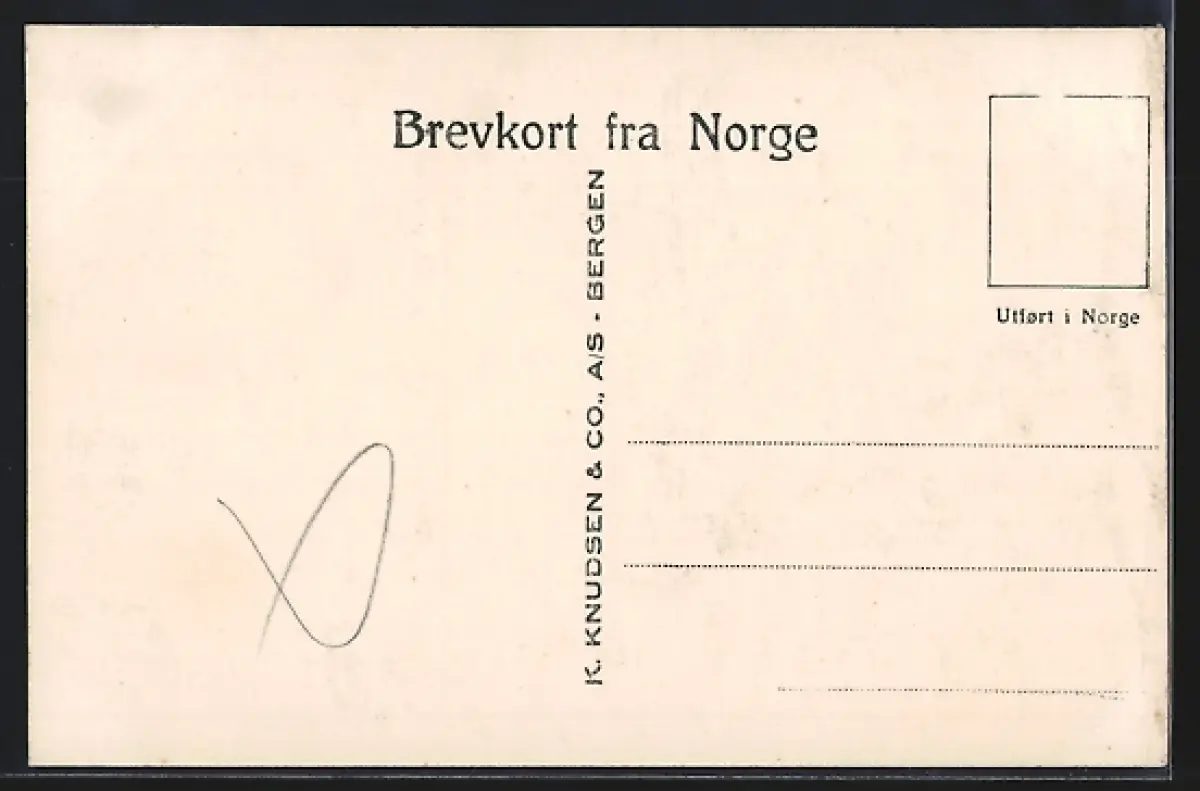 Brevkort fra Norge
K. KNUDSEN & CO., A/S - BERGEN
Utført i Norge